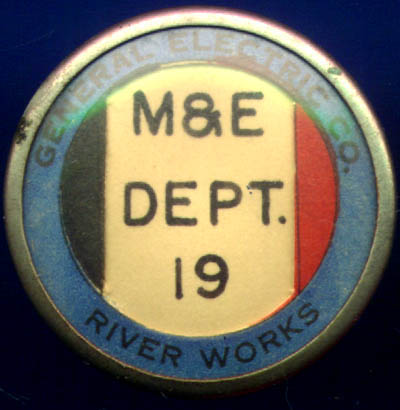 GENERAL ELECTRIC CO.
M&E
DEPT.
19
RIVER WORKS